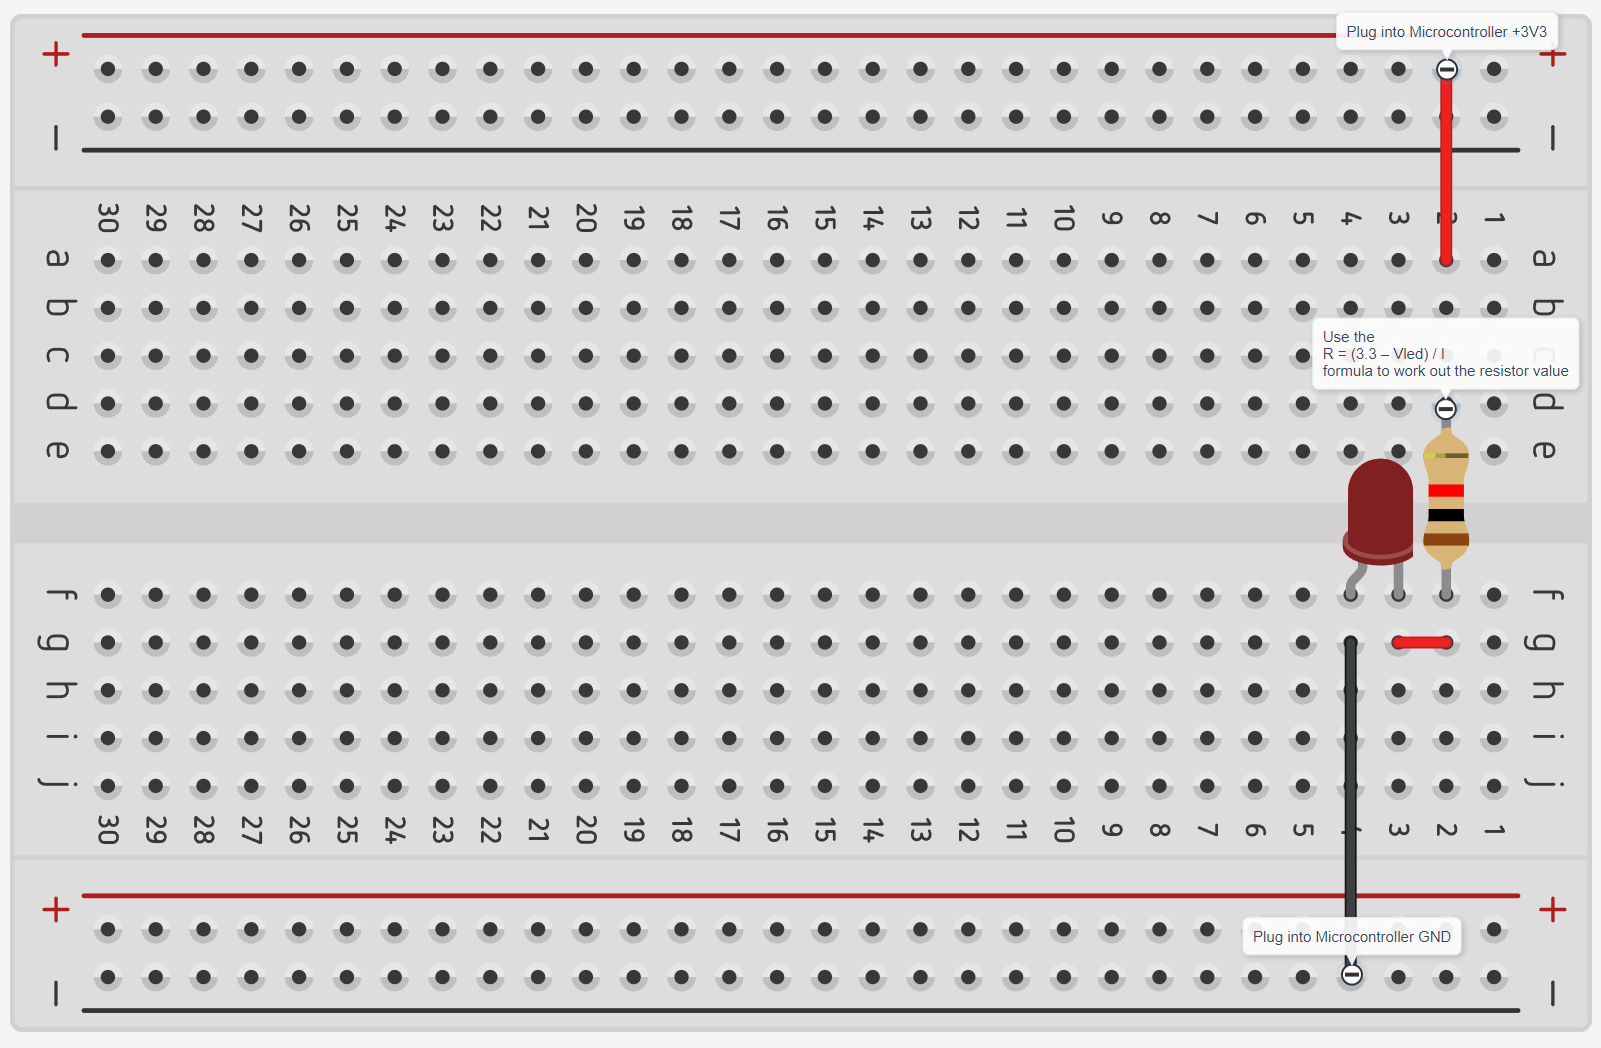 Plug into Microcontroller +3V3
+ +
– –
30 29 28 27 26 25 24 23 22 21 20 19 18 17 16 15 14 13 12 11 10 9 8 7 6 5 4 3 1
a a
b b
c c
Use the
R = (3.3 – Vled) / I
formula to work out the resistor value
d d
e e
f f
g g
h h
i i
j j
30 29 28 27 26 25 24 23 22 21 20 19 18 17 16 15 14 13 12 11 10 9 8 7 6 5 3 2 1
+ +
Plug into Microcontroller GND
– –